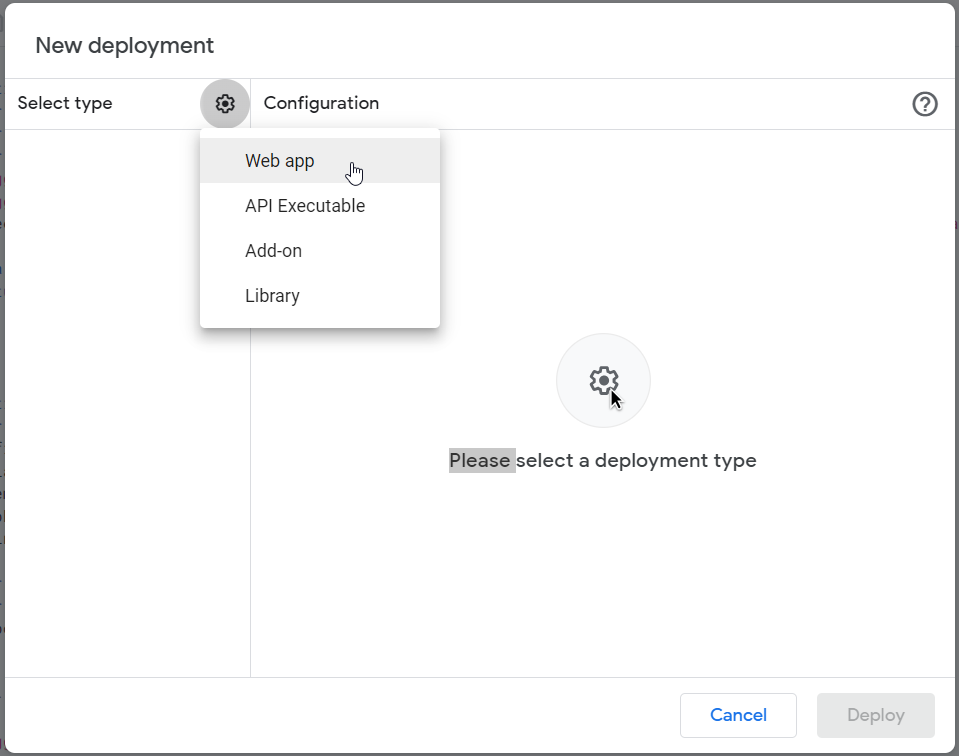 New deployment
Select type
Configuration
Web app
API Executable
Add-on
Library
Please select a deployment type
Cancel
Deploy